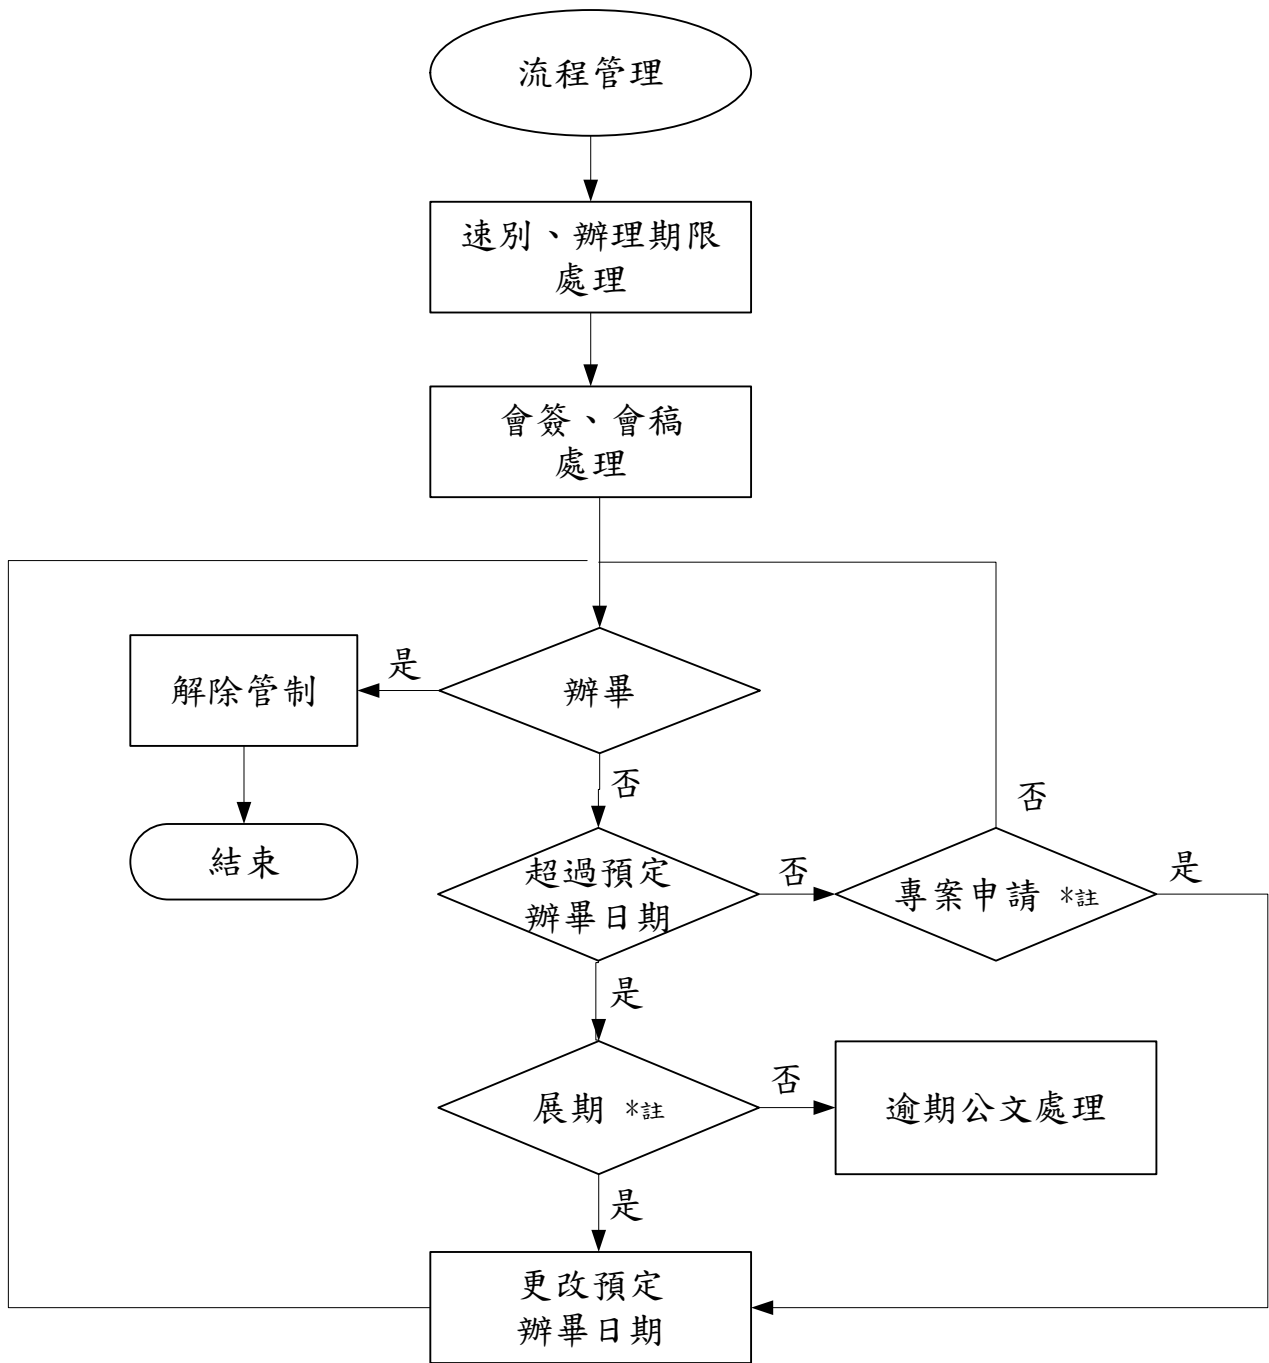 流程管理
速別、辦理期限
處理
會簽、會稿
處理
是
解除管制
辦畢
否
否
結束
超過預定
辦畢日期
否
專案申請 *註
是
是
展期 *註
否
逾期公文處理
是
更改預定
辦畢日期